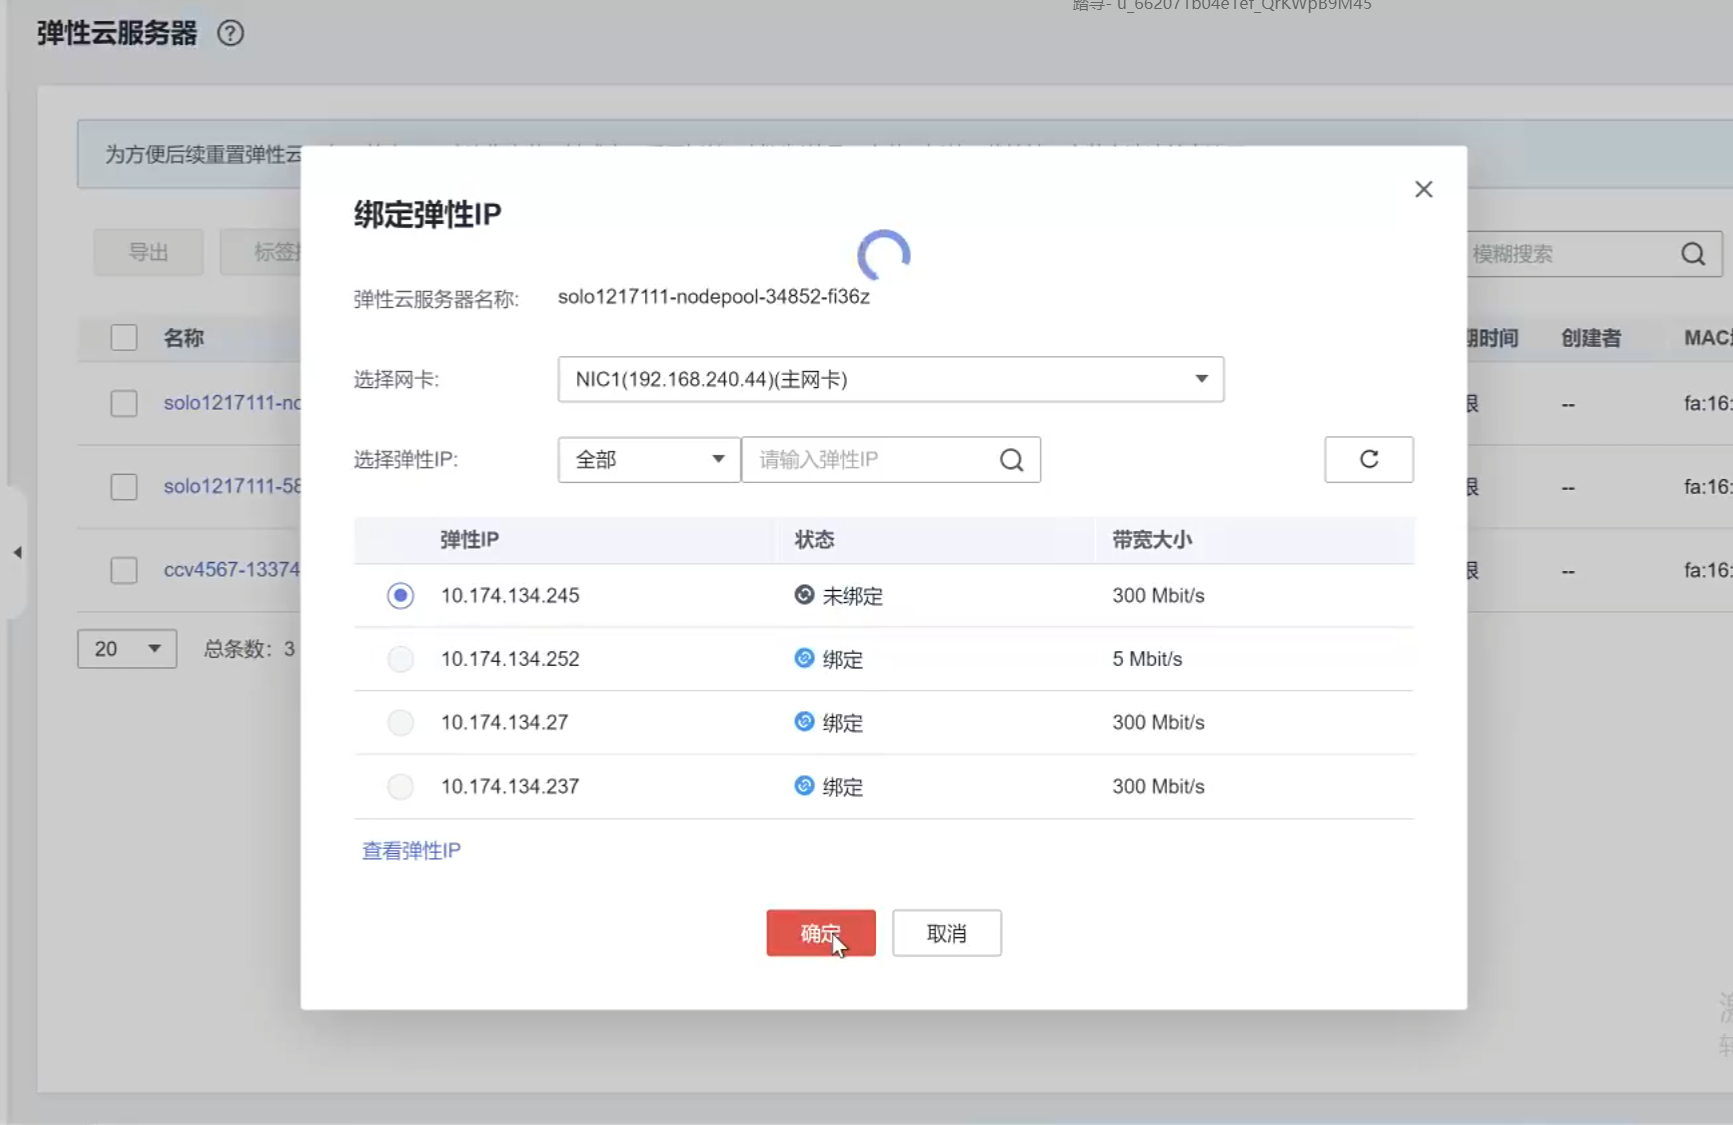 弹性云服务器 ?
为方便后续重置弹性云
绑定弹性IP
导出
标签
模糊搜索
弹性云服务器名称: solo1217111-nodepool-34852-fi36z
名称
期时间 创建者 MAC
选择网卡: NIC1(192.168.240.44)(主网卡)
solo1217111-no
限 -- fa:16:
选择弹性IP: 全部 请输入弹性IP
solo1217111-58
限 -- fa:16:
弹性IP 状态 带宽大小
ccv4567-13374
限 -- fa:16:
10.174.134.245 未绑定 300 Mbit/s
20 总条数: 3
10.174.134.252 绑定 5 Mbit/s
10.174.134.27 绑定 300 Mbit/s
10.174.134.237 绑定 300 Mbit/s
查看弹性IP
确定 取消